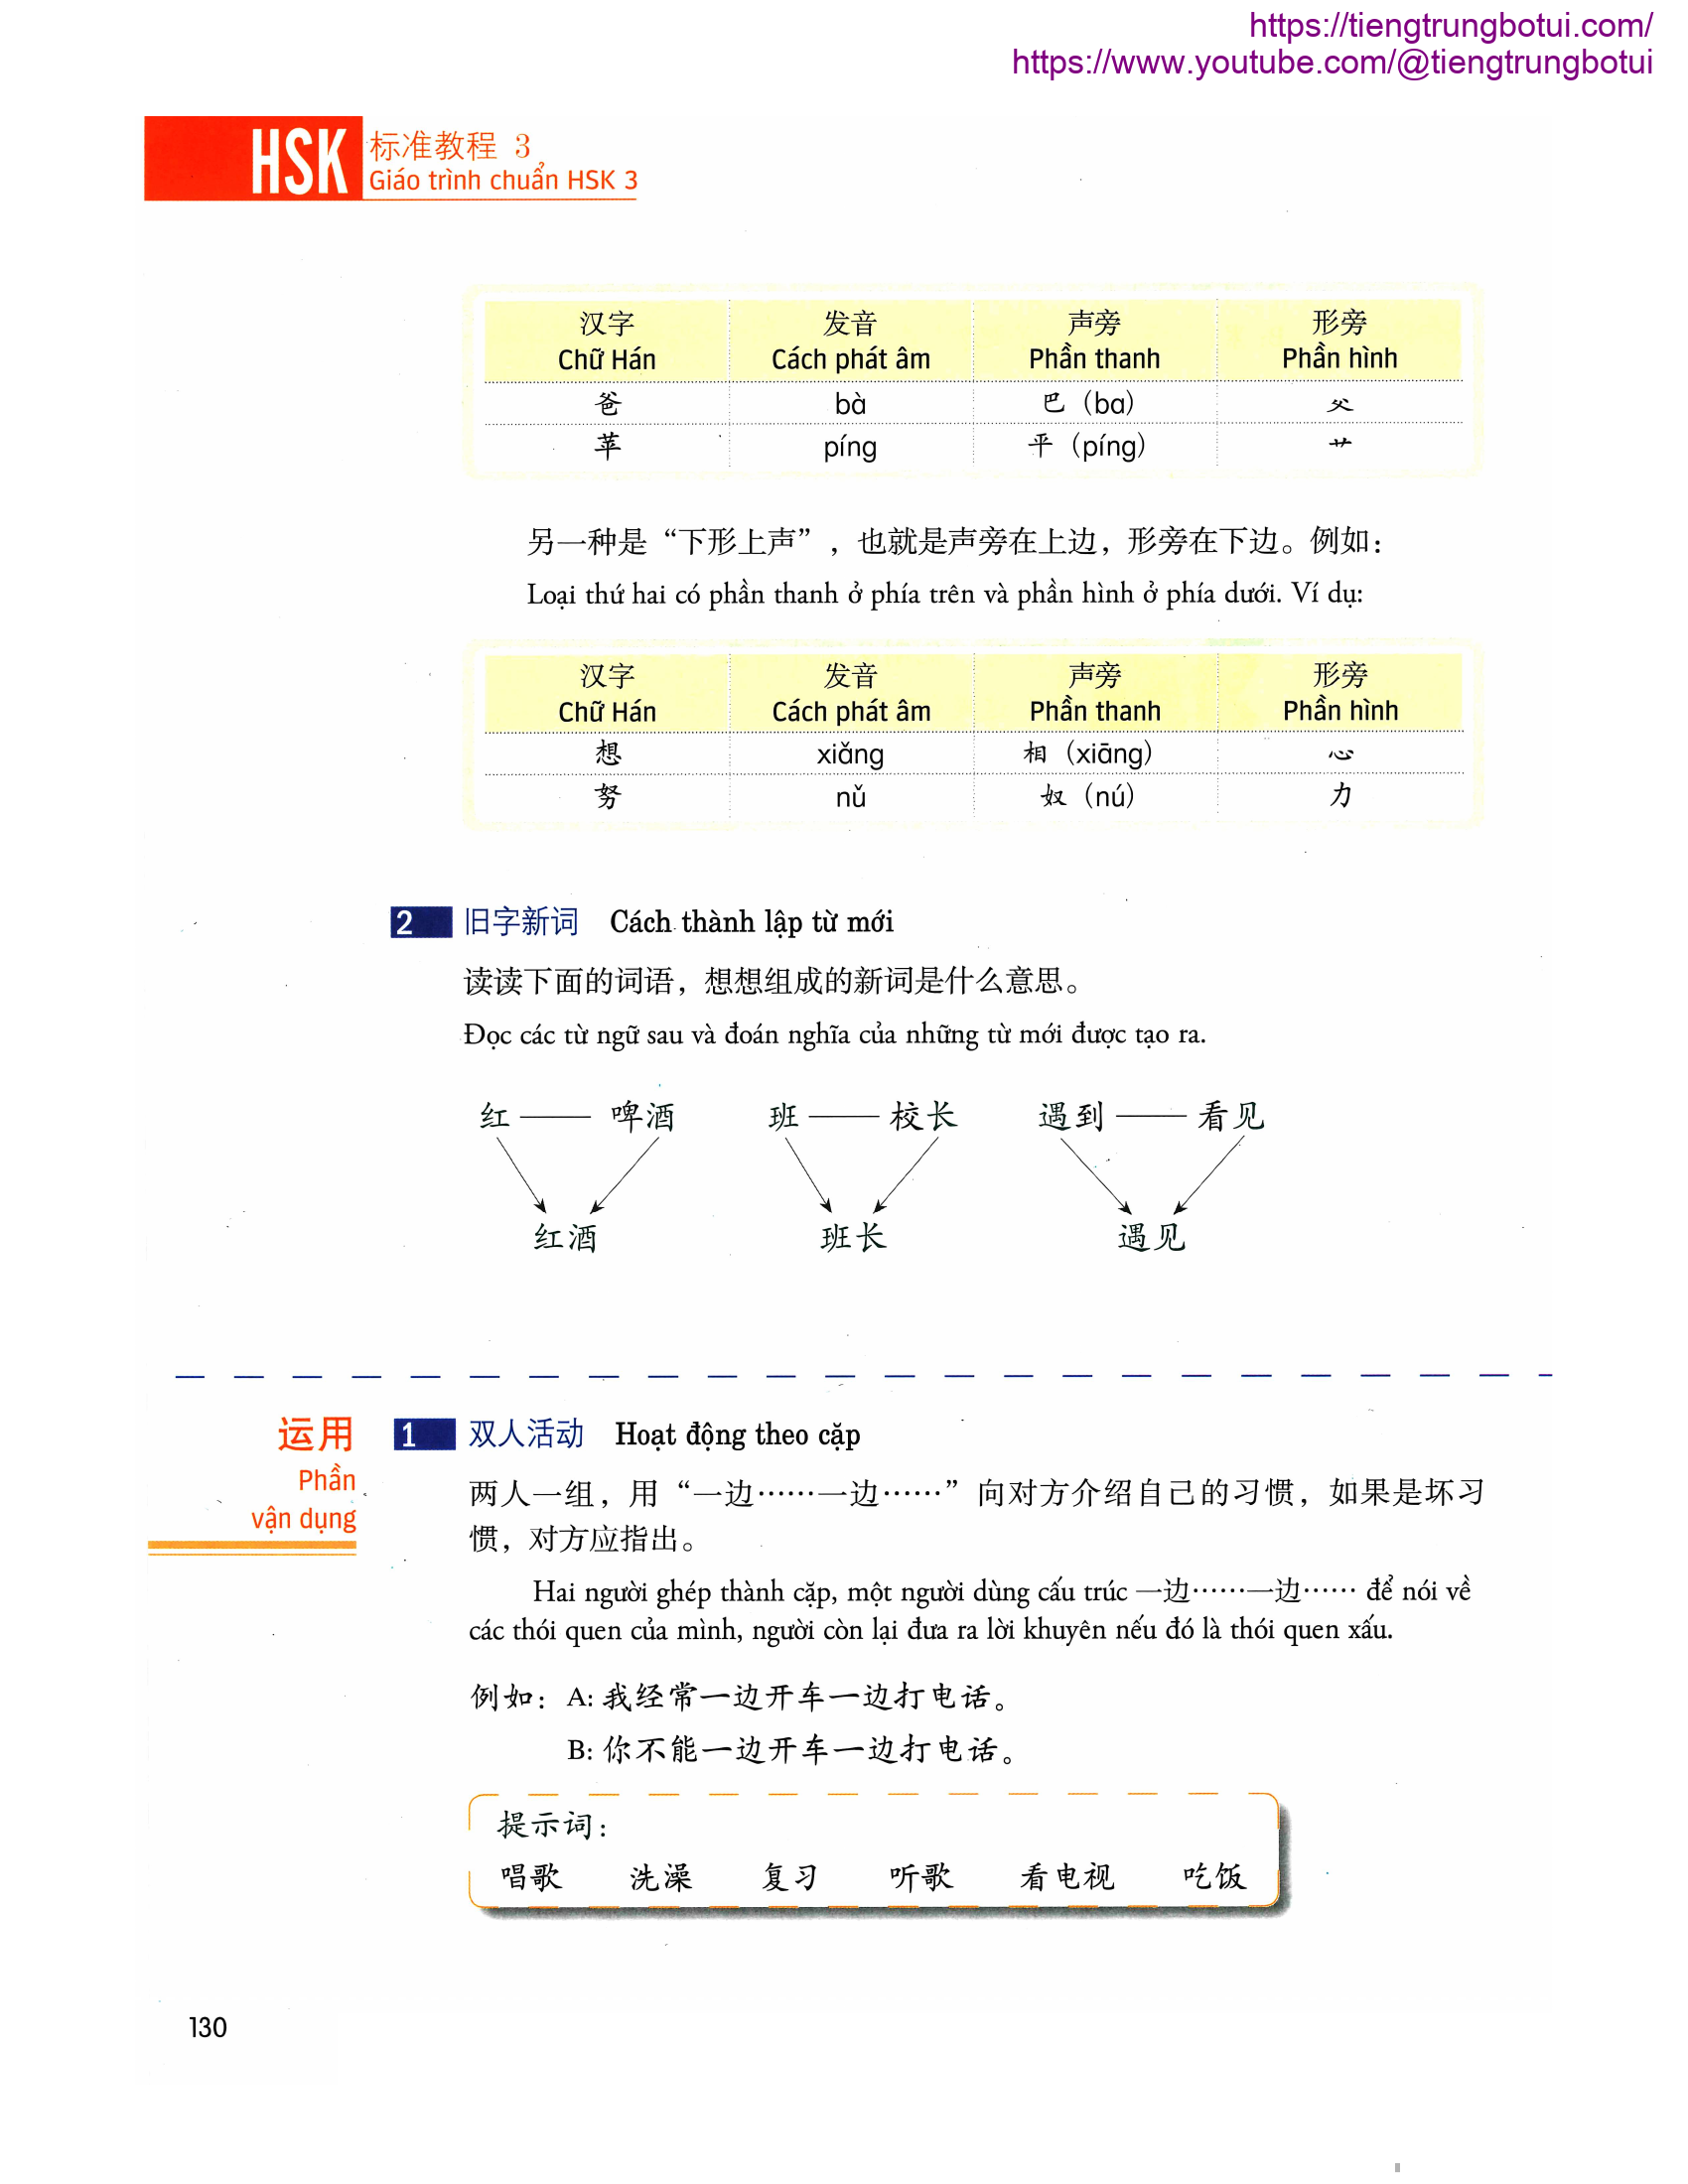 https://tiengtrungbotui.com/
https://www.youtube.com/@tiengtrungbotui
HSK 标准教程 3
Giáo trình chuẩn HSK 3
汉字 发音 声旁 形旁
Chữ Hán Cách phát âm Phần thanh Phần hình
爸 bà 巴（ba） 父
苹 píng 平（píng） 艹
另一种是“下形上声”，也就是声旁在上边，形旁在下边。例如：
Loại thứ hai có phần thanh ở phía trên và phần hình ở phía dưới. Ví dụ:
汉字 发音 声旁 形旁
Chữ Hán Cách phát âm Phần thanh Phần hình
想 xiǎng 相（xiāng） 心
努 nǔ 奴（nú） 力
2 旧字新词 Cách thành lập từ mới
读读下面的词语，想想组成的新词是什么意思。
Đọc các từ ngữ sau và đoán nghĩa của những từ mới được tạo ra.
红 —— 啤酒 班 —— 校长 遇到 —— 看见
红酒 班长 遇见
运用
Phần
vận dụng
1 双人活动 Hoạt động theo cặp
两人一组，用“一边……一边……”向对方介绍自己的习惯，如果是坏习
惯，对方应指出。
Hai người ghép thành cặp, một người dùng cấu trúc 一边……一边…… để nói về
các thói quen của mình, người còn lại đưa ra lời khuyên nếu đó là thói quen xấu.
例如：A: 我经常一边开车一边打电话。
B: 你不能一边开车一边打电话。
提示词：
唱歌 洗澡 复习 听歌 看电视 吃饭
130